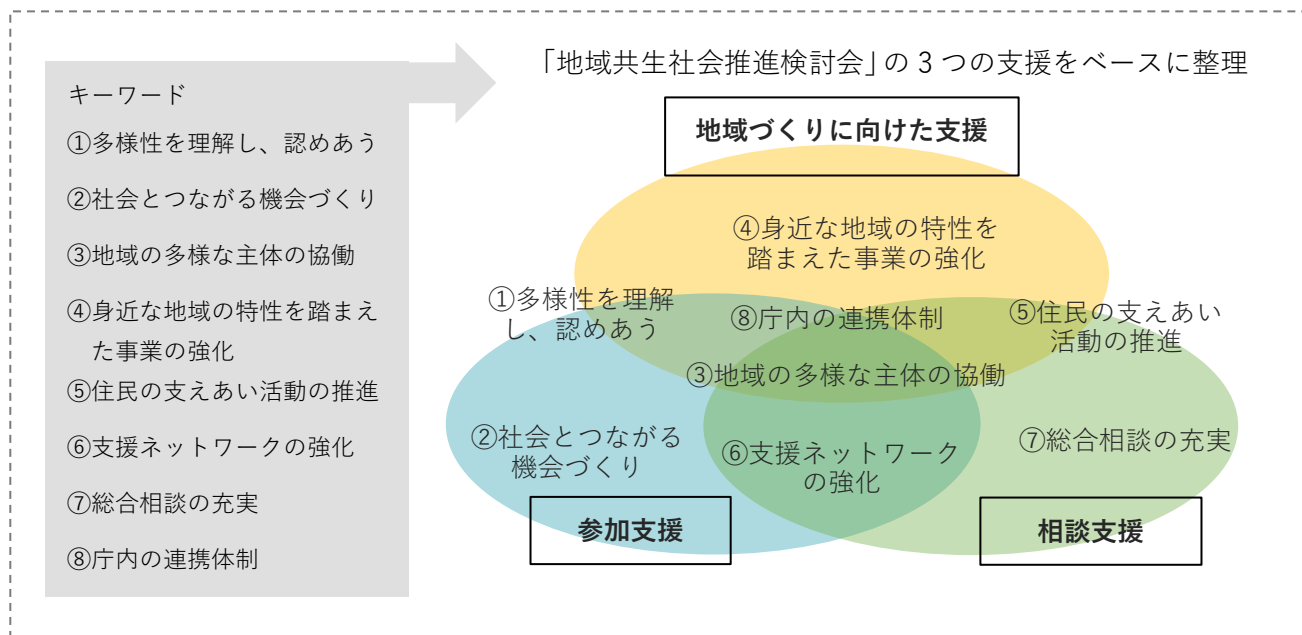 「地域共生社会推進検討会」の3つの支援をベースに整理
キーワード
①多様性を理解し、認めあう
②社会とつながる機会づくり
③地域の多様な主体の協働
④身近な地域の特性を踏まえ
た事業の強化
⑤住民の支えあい活動の推進
⑥支援ネットワークの強化
⑦総合相談の充実
⑧庁内の連携体制
地域づくりに向けた支援
④身近な地域の特性を
踏まえた事業の強化
①多様性を理解
し、認めあう
⑧庁内の連携体制
⑤住民の支えあい
活動の推進
③地域の多様な主体の協働
②社会とつながる
機会づくり
⑥支援ネットワーク
の強化
⑦総合相談の充実
参加支援
相談支援